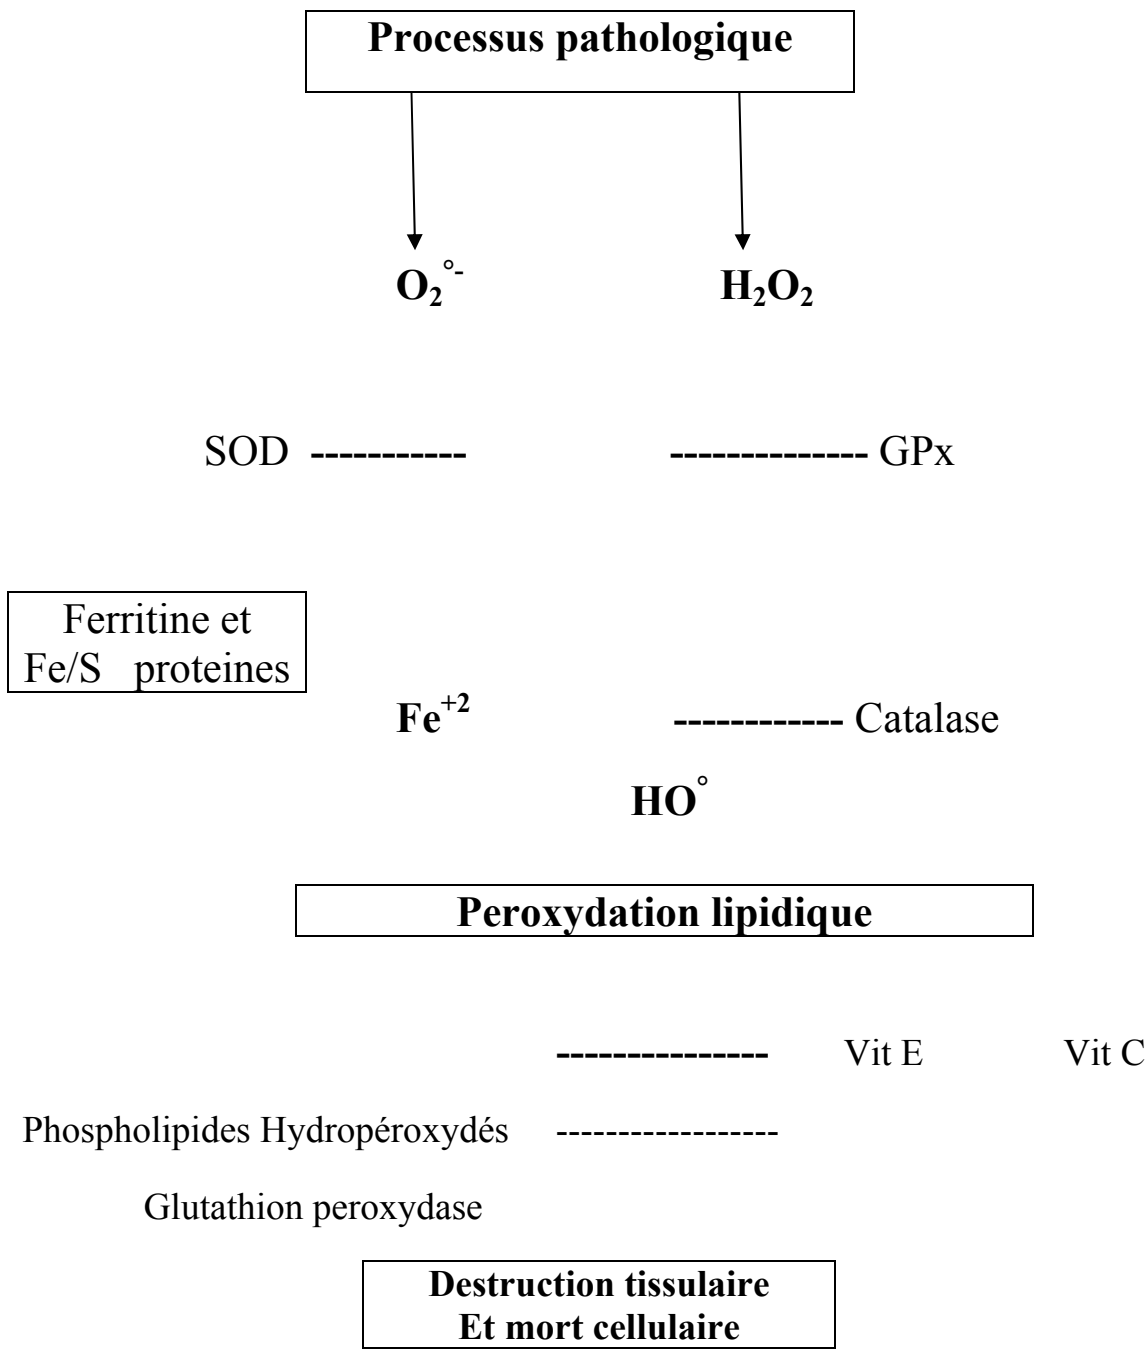 Processus pathologique
O₂°- H₂O₂
SOD ----------- -------------- GPx
Ferritine et
Fe/S proteines
Fe⁺² ------------ Catalase
HO°
Peroxydation lipidique
--------------- Vit E Vit C
Phospholipides Hydropéroxydés ------------------
Glutathion peroxydase
Destruction tissulaire
Et mort cellulaire